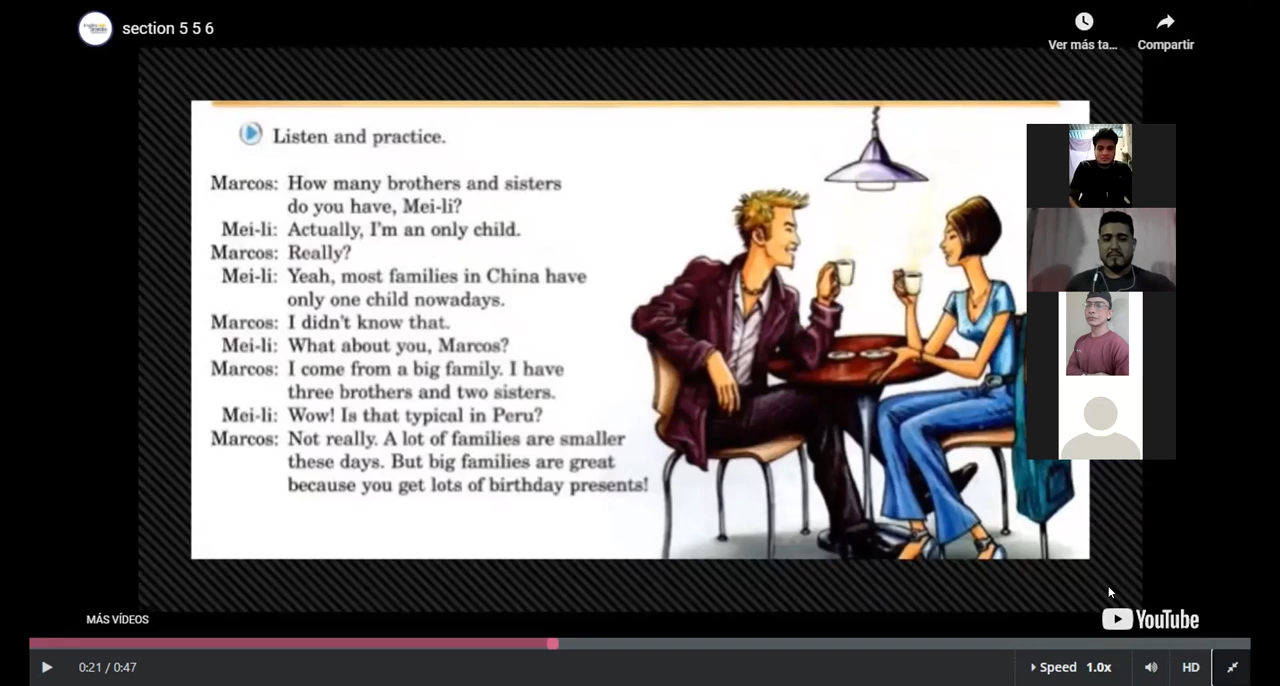 section 5 5 6
Ver más ta...
Compartir
Listen and practice.
Marcos: How many brothers and sisters
do you have, Mei-li?
Mei-li: Actually, I'm an only child.
Marcos: Really?
Mei-li: Yeah, most families in China have
only one child nowadays.
Marcos: I didn't know that.
Mei-li: What about you, Marcos?
Marcos: I come from a big family. I have
three brothers and two sisters.
Mei-li: Wow! Is that typical in Peru?
Marcos: Not really. A lot of families are smaller
these days. But big families are great
because you get lots of birthday presents!
MÁS VÍDEOS
YouTube
0:21 / 0:47
Speed 1.0x
HD